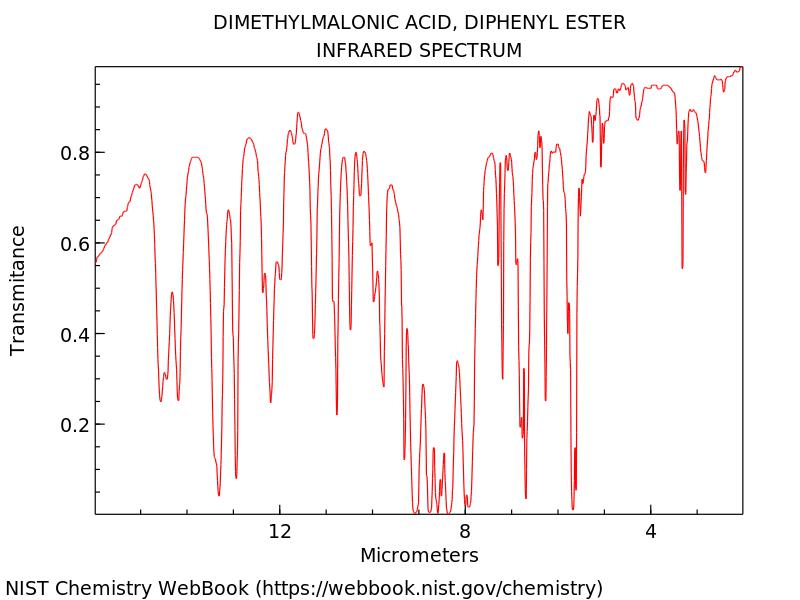 DIMETHYLMALONIC ACID, DIPHENYL ESTER
INFRARED SPECTRUM
0.8
0.6
0.4
0.2
Transmitance
12 8 4
Micrometers
NIST Chemistry WebBook (https://webbook.nist.gov/chemistry)